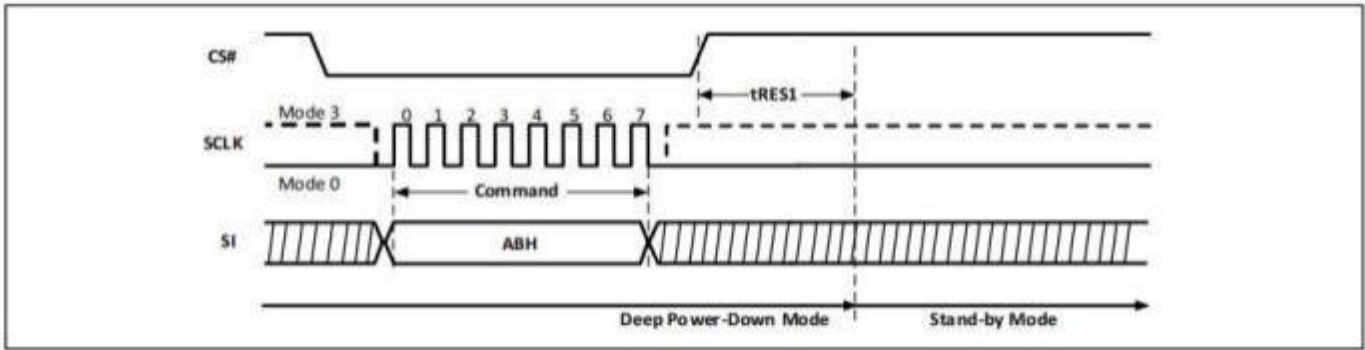 CS#
tRES1
Mode 3
0 1 2 3 4 5 6 7
SCLK
Mode 0
Command
SI
ABH
Deep Power-Down Mode
Stand-by Mode